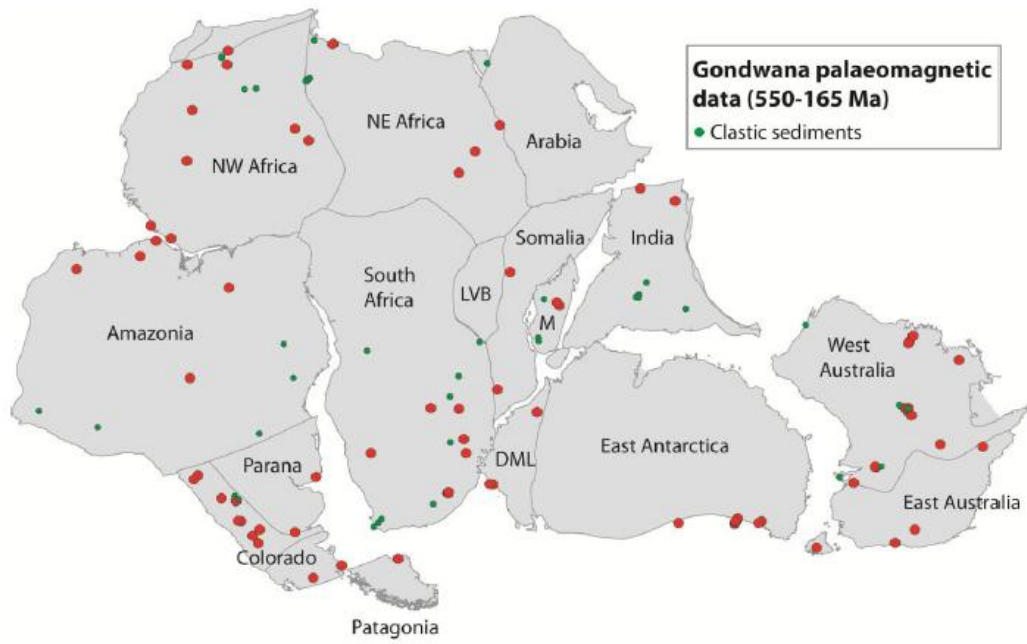 Gondwana palaeomagnetic
data (550-165 Ma)
Clastic sediments
NE Africa
Arabia
NW Africa
Somalia
India
South
Africa
LVB
M
Amazonia
West
Australia
East Antarctica
DML
Parana
East Australia
Colorado
Patagonia